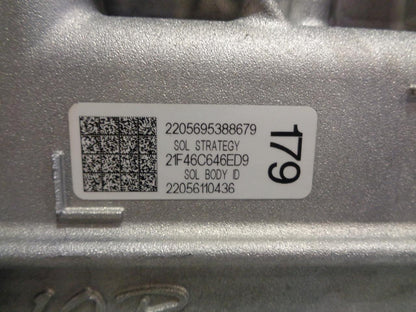 2205695388679
SOL STRATEGY
21F46C646ED9
SOL BODY ID
22056110436
179